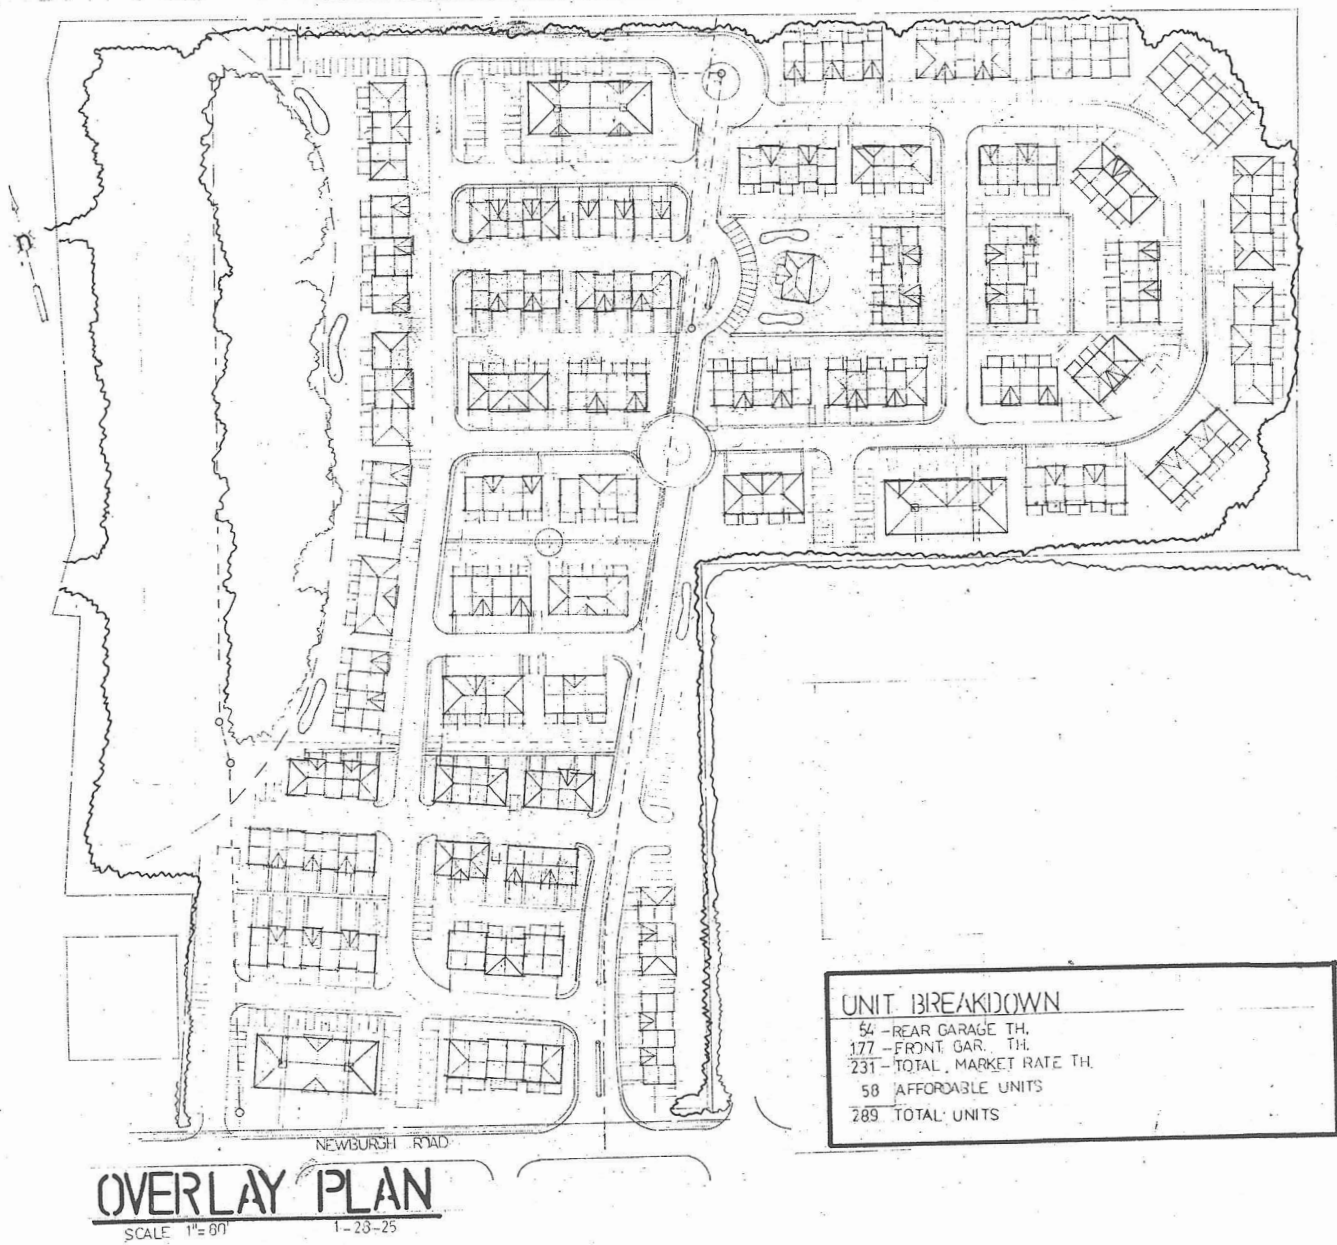 UNIT BREAKDOWN
54 - REAR GARAGE TH.
177 - FRONT GAR. TH.
231 - TOTAL MARKET RATE TH.
58 AFFORDABLE UNITS
289 TOTAL UNITS
NEWBURGH ROAD
OVERLAY PLAN
SCALE 1"=60' 1-28-25